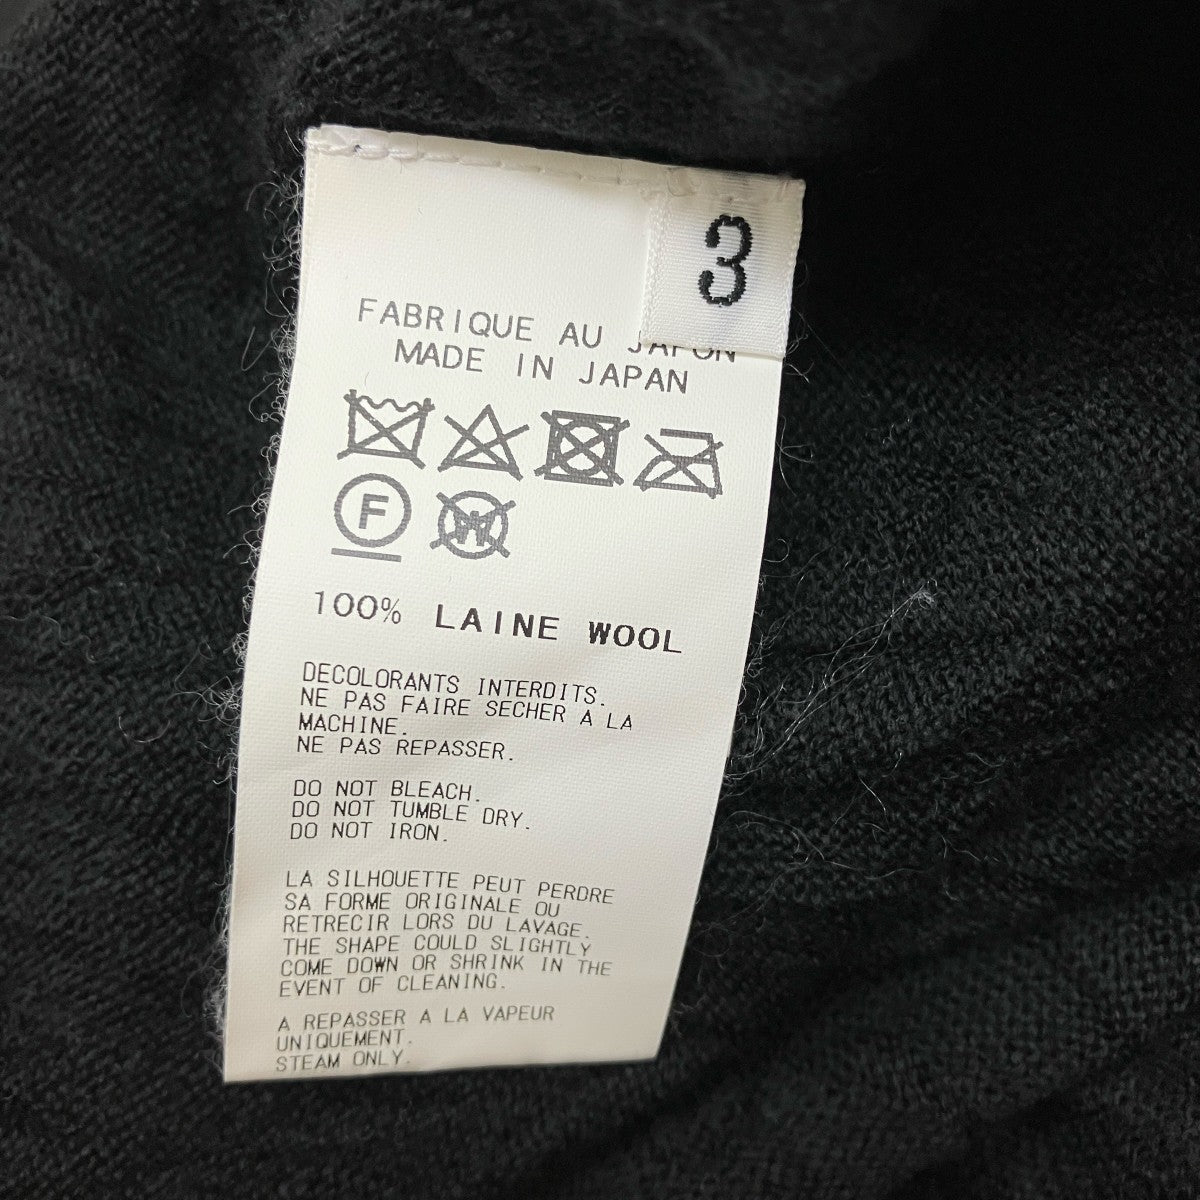 3
FABRIQUE AU JAPON
MADE IN JAPAN
F
W
100% LAINE WOOL
DECOLORANTS INTERDITS.
NE PAS FAIRE SECHER A LA
MACHINE.
NE PAS REPASSER.
DO NOT BLEACH.
DO NOT TUMBLE DRY.
DO NOT IRON.
LA SILHOUETTE PEUT PERDRE
SA FORME ORIGINALE OU
RETRECIR LORS DU LAVAGE.
THE SHAPE COULD SLIGHTLY
COME DOWN OR SHRINK IN THE
EVENT OF CLEANING.
A REPASSER A LA VAPEUR
UNIQUEMENT.
STEAM ONLY.